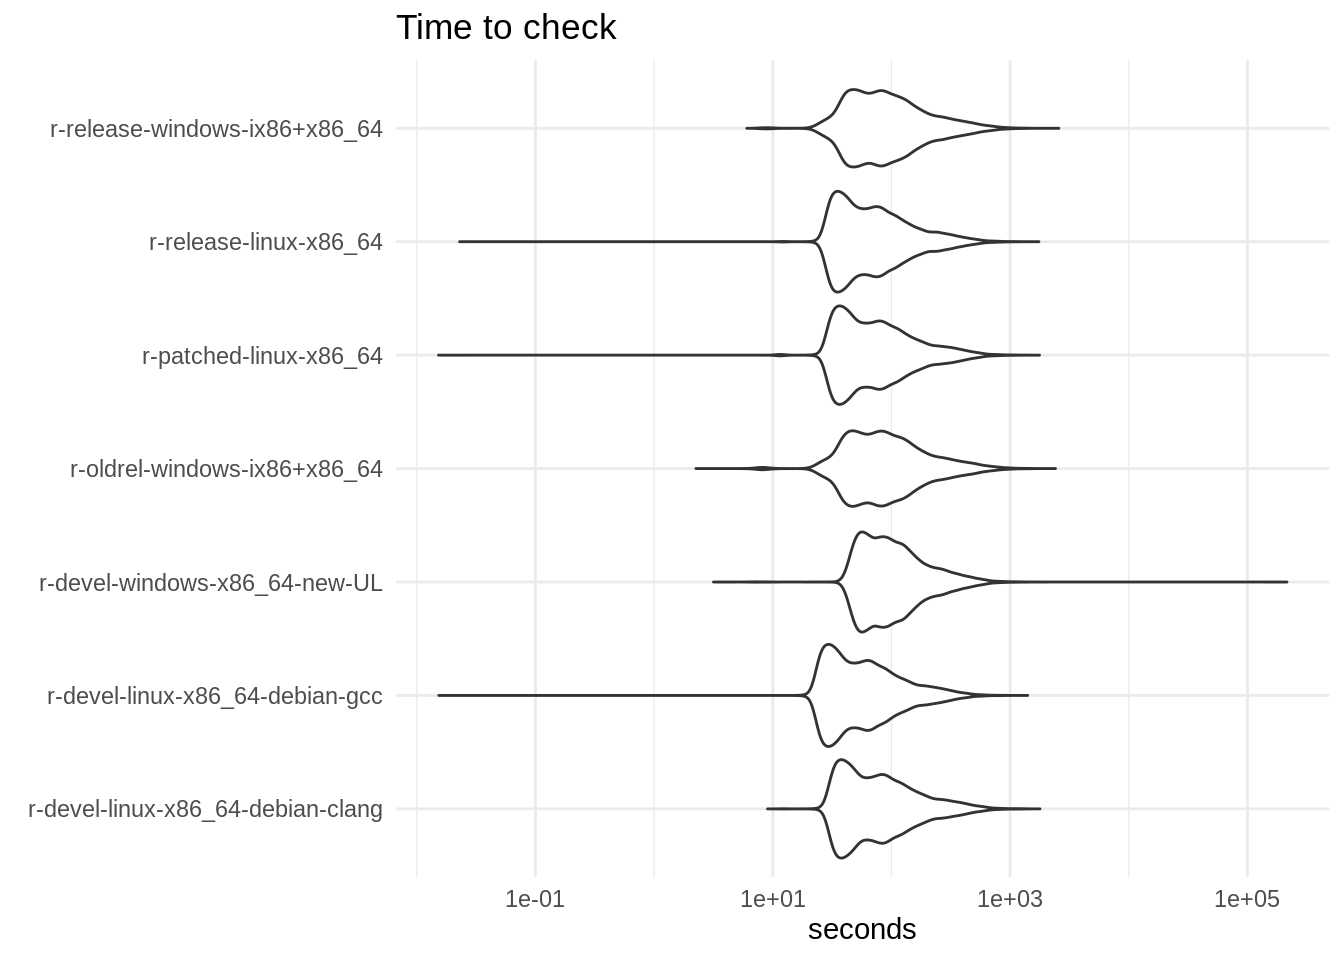 Time to check
r-release-windows-ix86+x86_64
r-release-linux-x86_64
r-patched-linux-x86_64
r-oldrel-windows-ix86+x86_64
r-devel-windows-x86_64-new-UL
r-devel-linux-x86_64-debian-gcc
r-devel-linux-x86_64-debian-clang
1e-01 1e+01 1e+03 1e+05
seconds